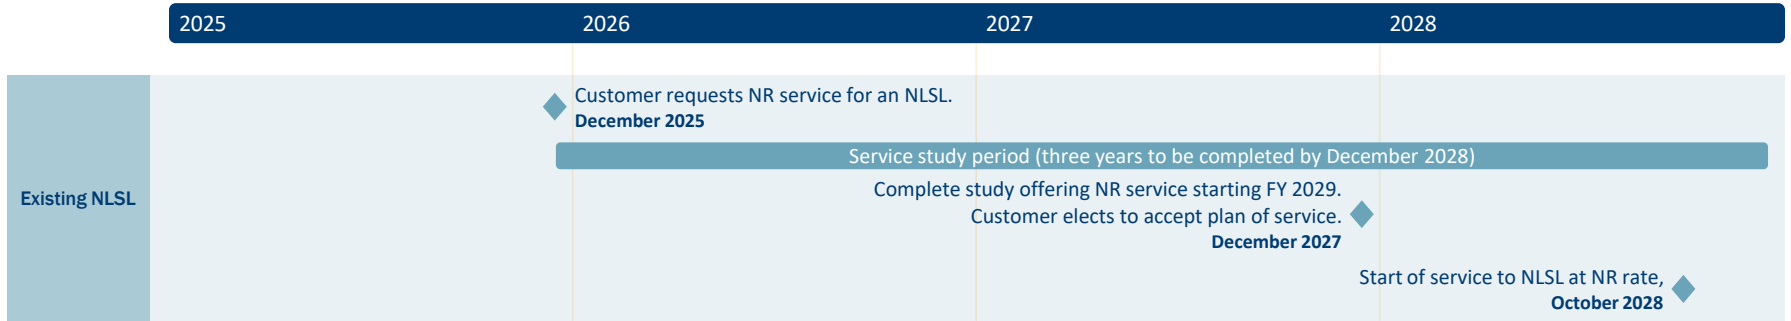 2025 2026 2027 2028
Customer requests NR service for an NLSL.
December 2025
Service study period (three years to be completed by December 2028)
Existing NLSL
Complete study offering NR service starting FY 2029.
Customer elects to accept plan of service.
December 2027
Start of service to NLSL at NR rate,
October 2028